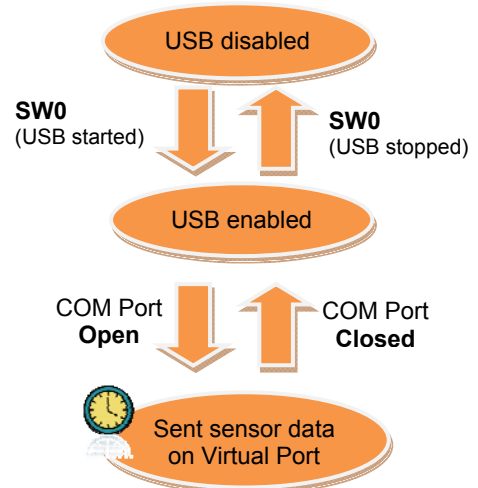 USB disabled
SW0
(USB started)
SW0
(USB stopped)
USB enabled
COM Port
Open
COM Port
Closed
Sent sensor data
on Virtual Port